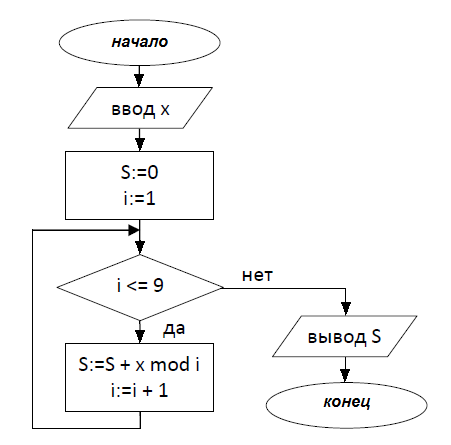 начало
ввод x
S:=0
i:=1
i <= 9
нет
да
вывод S
S:=S + x mod i
i:=i + 1
конец